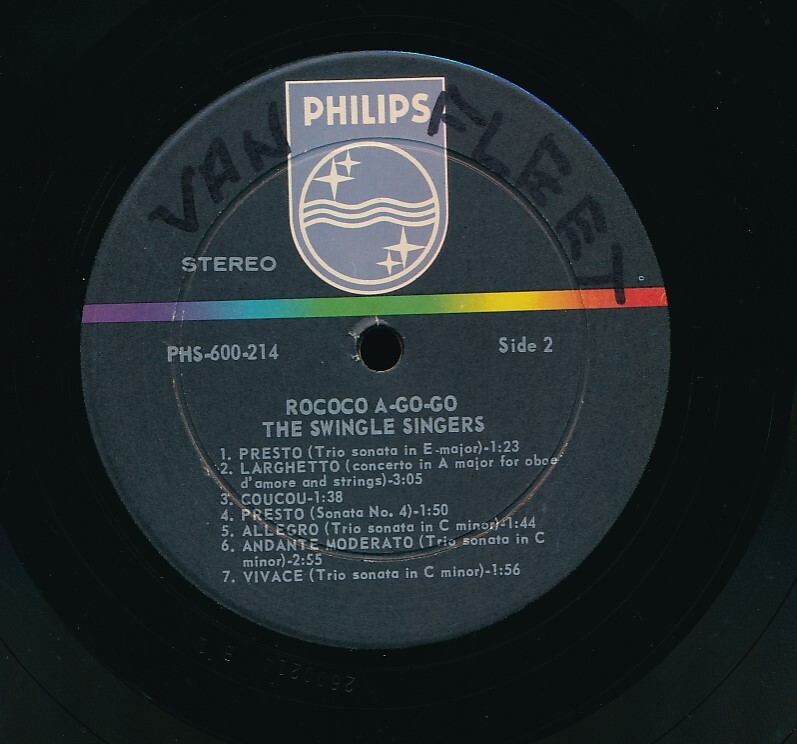 PHILIPS
VAN FLEET
STEREO
PHS-600-214
Side 2
ROCOCO A-GO-GO
THE SWINGLE SINGERS
1. PRESTO (Trio sonata in E-major)-1:23
2. LARGHETTO (concerto in A major for oboe
d'amore and strings)-3:05
3. COUCOU-1:38
4. PRESTO (Sonata No. 4)-1:50
5. ALLEGRO (Trio sonata in C minor)-1:44
6. ANDANTE MODERATO (Trio sonata in C
minor)-2:55
7. VIVACE (Trio sonata in C minor)-1:56